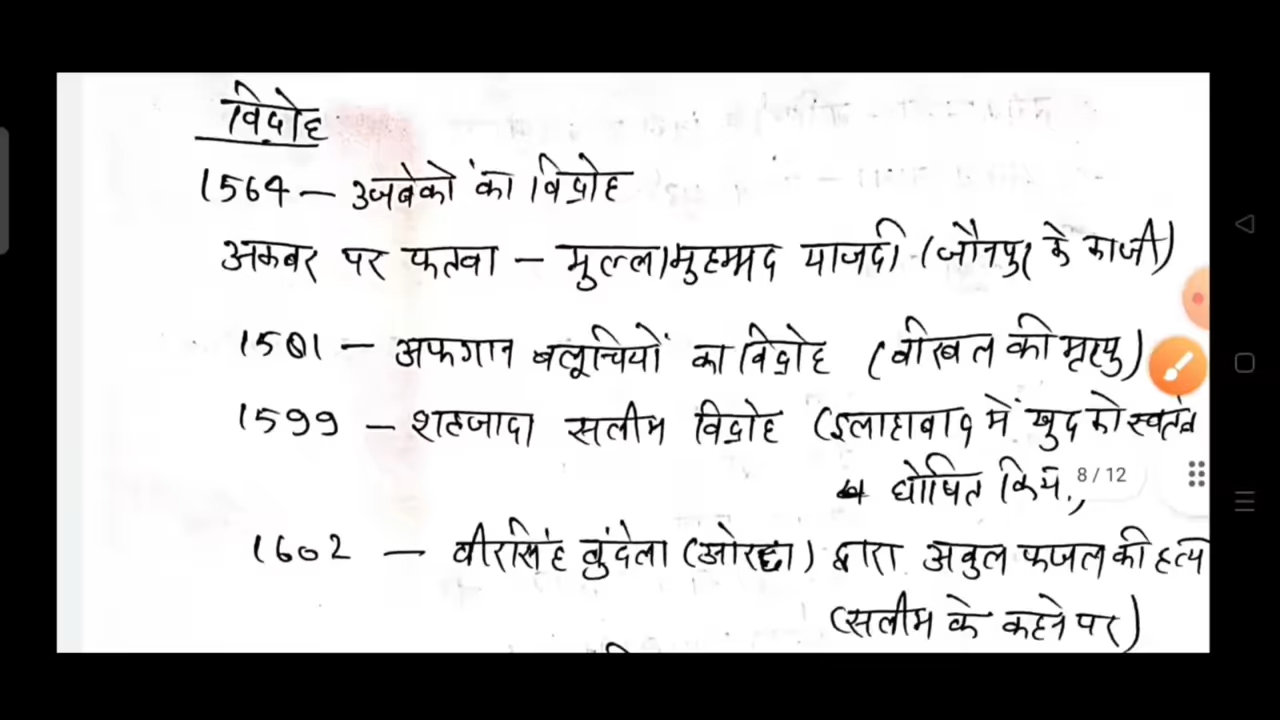 विद्रोह
1564 - उजबेकों का विद्रोह
अकबर पर फतवा - मुल्ला मुहम्मद याजदी (जौनपुर के काजी)
1581 - अफगान बलूचियों का विद्रोह (बीरबल की मृत्यु)
1599 - शहजादा सलीम विद्रोह (इलाहाबाद में खुद को स्वतंत्र
घोषित किये
8/12
1602 - वीरसिंह बुंदेला (ओरछा) द्वारा अबुल फजल की हत्य
(सलीम के कहने पर)